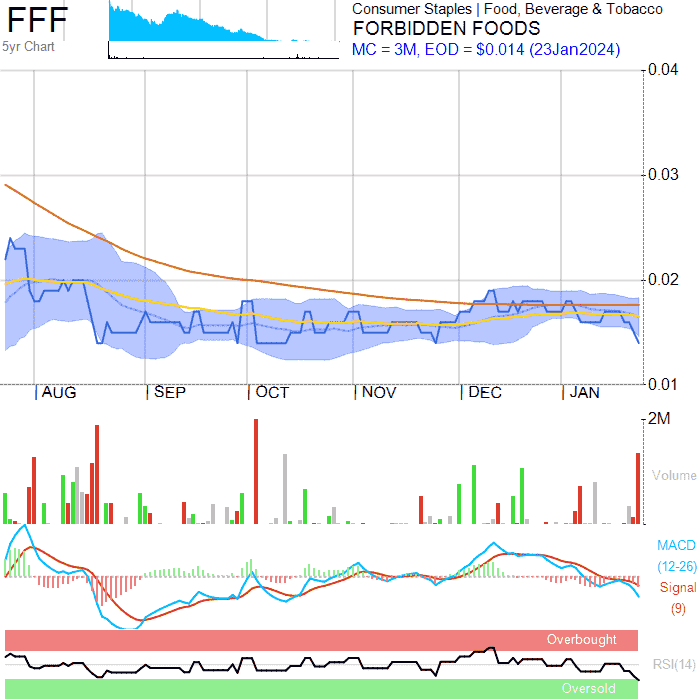 FFF
5yr Chart
Consumer Staples | Food, Beverage & Tobacco
FORBIDDEN FOODS
MC = 3M, EOD = $0.014 (23Jan2024)
0.04
0.03
0.02
0.01
AUG SEP OCT NOV DEC JAN
2M
Volume
MACD
(12-26)
Signal
(9)
Overbought
RSI(14)
Oversold